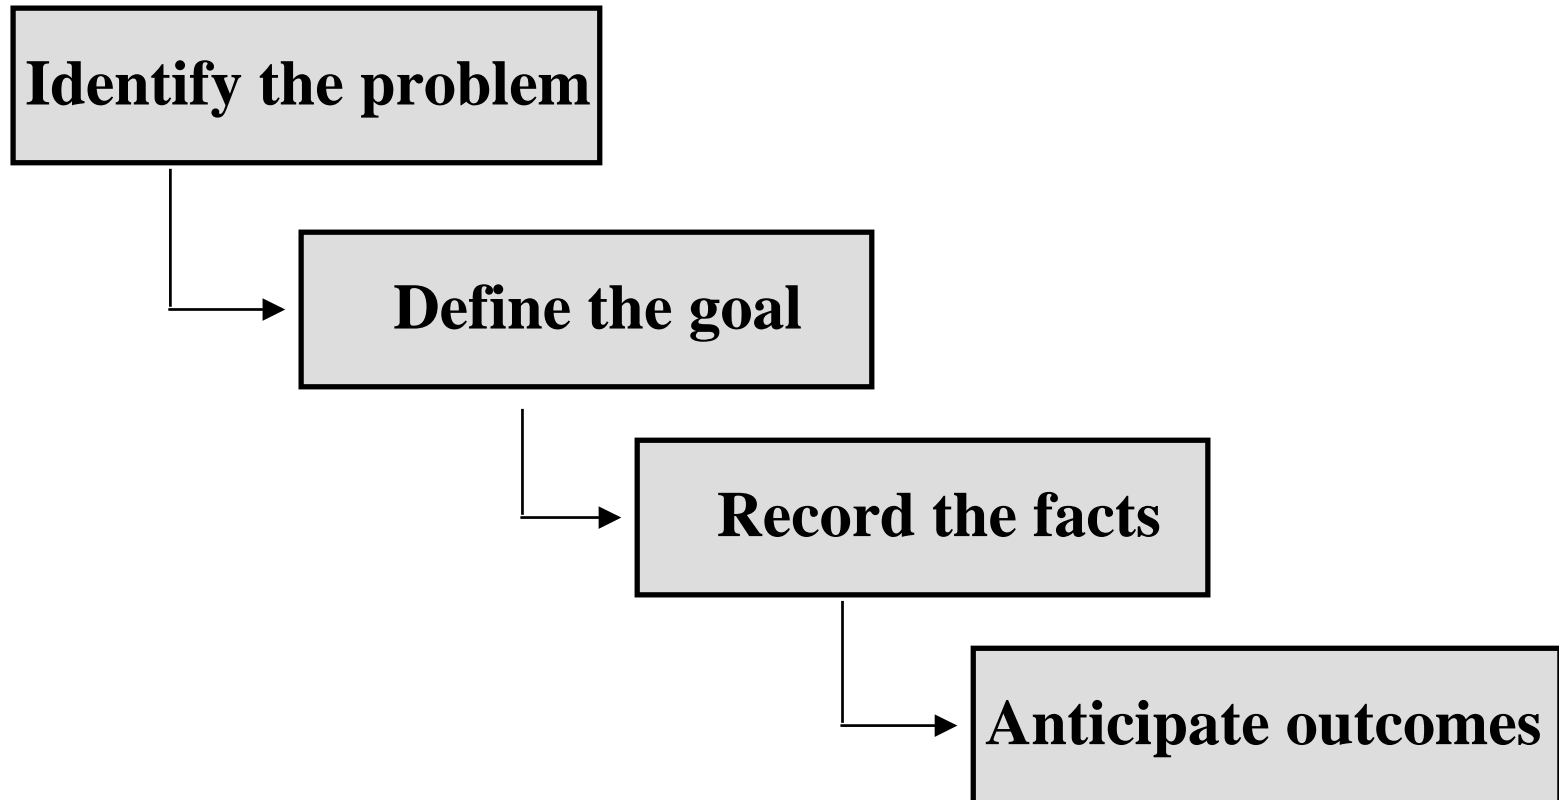 Identify the problem
Define the goal
Record the facts
Anticipate outcomes